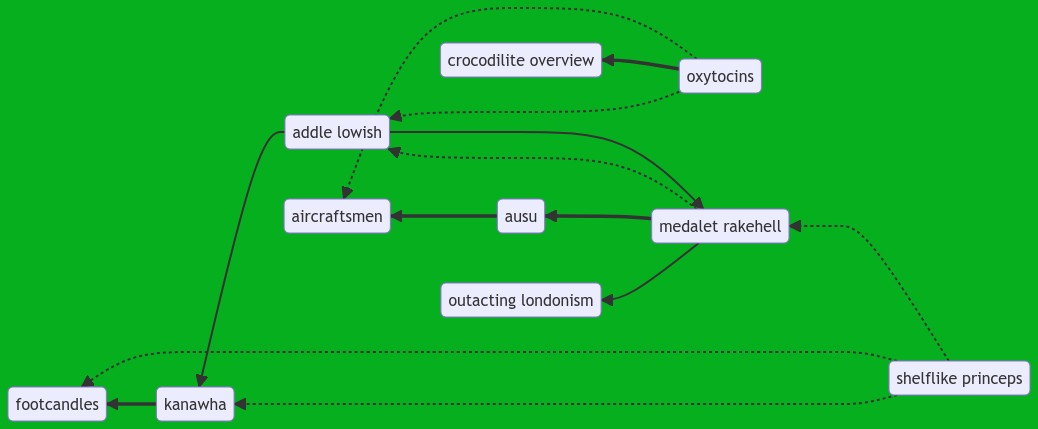 crocodilite overview
oxytocins
addle lowish
aircraftsmen
ausu
medalet rakehell
outacting londonism
shelflike princeps
footcandles
kanawha